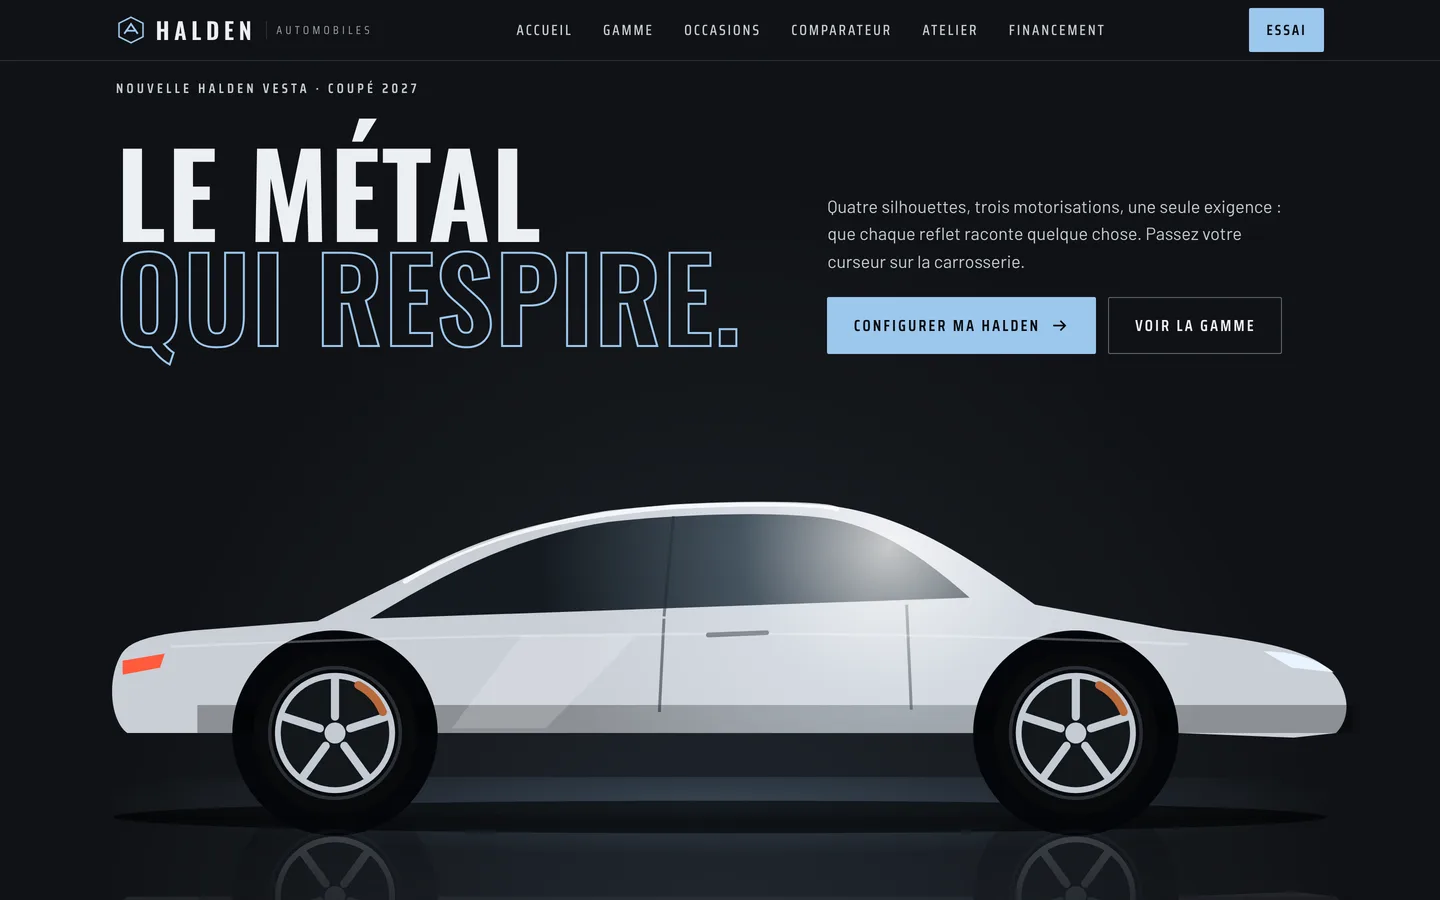 HALDEN
AUTOMOBILES
ACCUEIL
GAMME
OCCASIONS
COMPARATEUR
ATELIER
FINANCEMENT
ESSAI
NOUVELLE HALDEN VESTA · COUPÉ 2027
LE MÉTAL
QUI RESPIRE.
Quatre silhouettes, trois motorisations, une seule exigence :
que chaque reflet raconte quelque chose. Passez votre
curseur sur la carrosserie.
CONFIGURER MA HALDEN →
VOIR LA GAMME